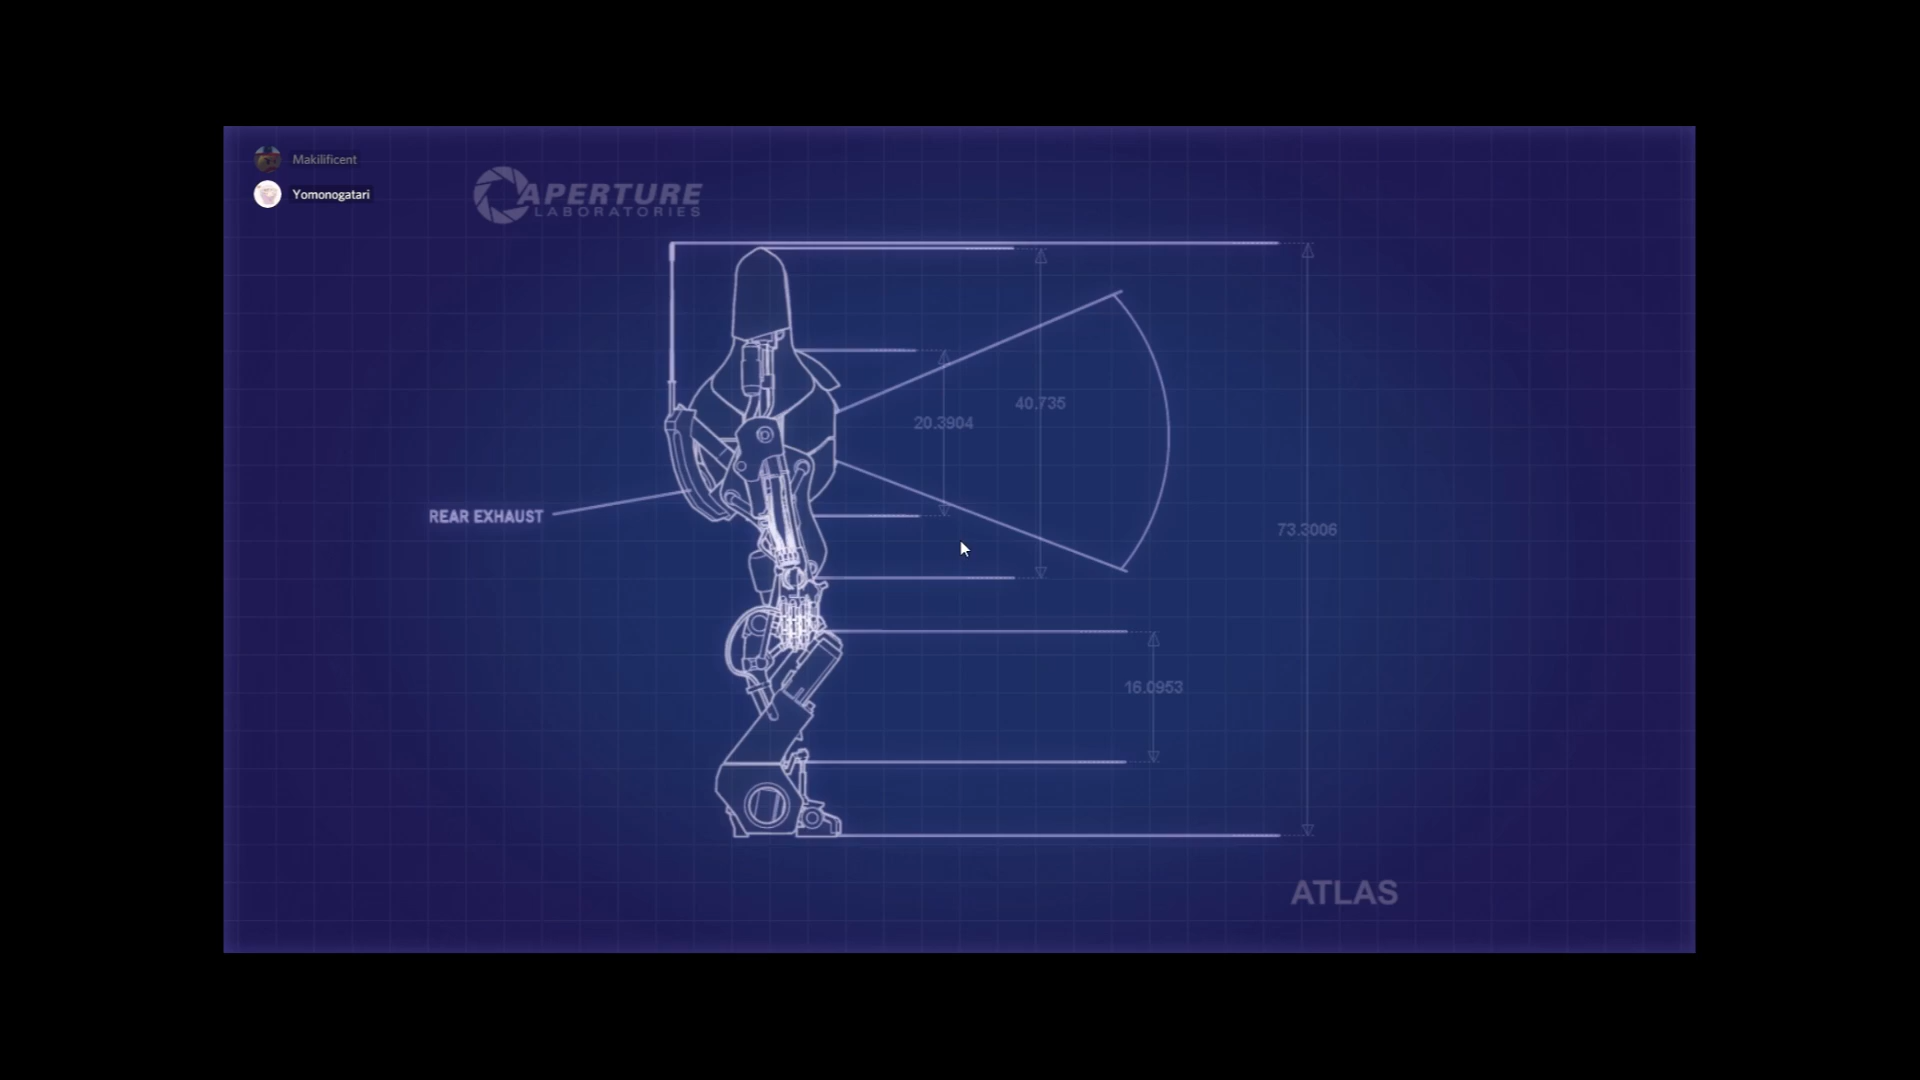 Makilificent
Yomonogatari
APERTURE
LABORATORIES
40.735
20.3904
REAR EXHAUST
73.3006
16.0953
ATLAS